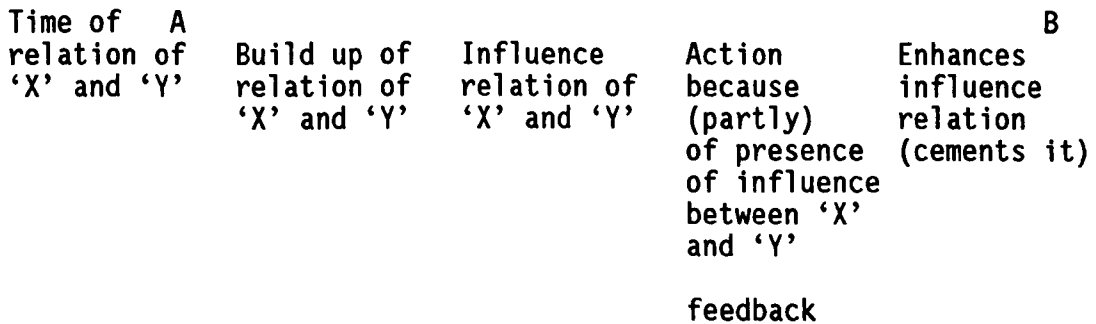 Time of A
relation of
‘X’ and ‘Y’
Build up of
relation of
‘X’ and ‘Y’
Influence
relation of
‘X’ and ‘Y’
Action
because
(partly)
of presence
of influence
between ‘X’
and ‘Y’
feedback
B
Enhances
influence
relation
(cements it)